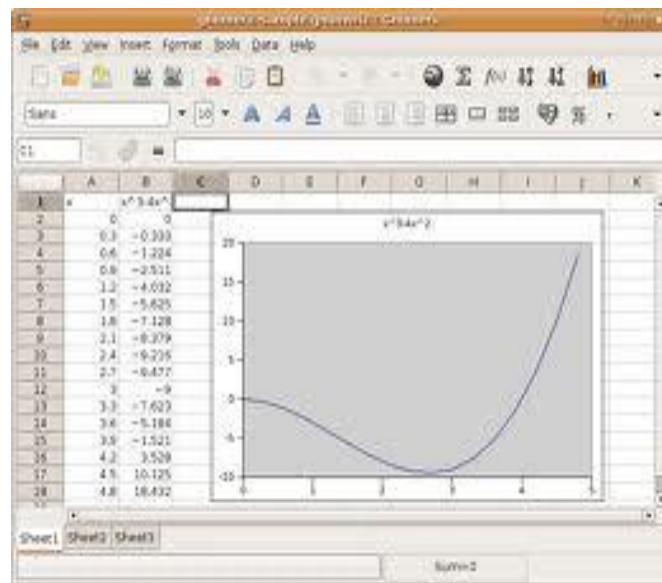 File Edit View Insert Format Tools Data Help
Sans 10
C1 =
A B C D E F G H I J K
1 x x^3-4x^
2 0 0
3 0.3 -0.333
4 0.6 -1.224
5 0.9 -2.511
6 1.2 -4.032
7 1.5 -5.625
8 1.8 -7.128
9 2.1 -8.379
10 2.4 -9.216
11 2.7 -9.477
12 3 -9
13 3.3 -7.623
14 3.6 -5.184
15 3.9 -1.521
16 4.2 3.528
17 4.5 10.125
18 4.8 18.432
x^3-4x^2
20
15
10
5
0
-5
-10
0 1 2 3 4 5
Sheet1 Sheet2 Sheet3